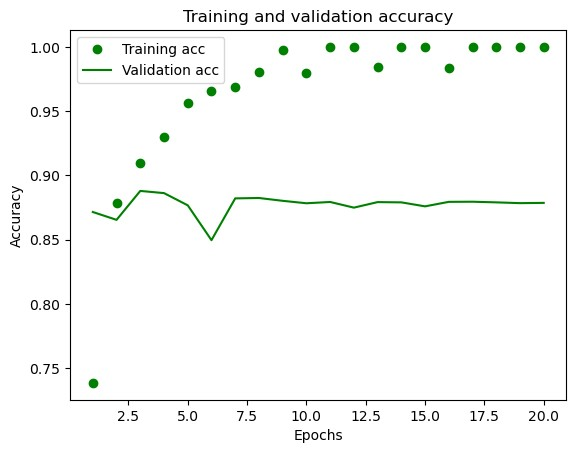 Training and validation accuracy
Training acc
Validation acc
1.00
0.95
0.90
0.85
0.80
0.75
Accuracy
2.5 5.0 7.5 10.0 12.5 15.0 17.5 20.0
Epochs